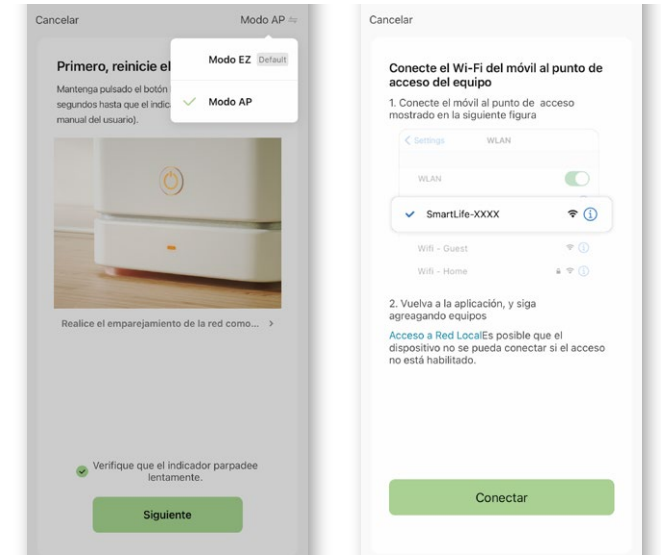 Cancelar
Modo AP
Primero, reinicie el
Mantenga pulsado el botón
segundos hasta que el indic
manual del usuario).
Modo EZ Default
Modo AP
Realice el emparejamiento de la red como...
Verifique que el indicador parpadee
lentamente.
Siguiente
Cancelar
Conecte el Wi-Fi del móvil al punto de
acceso del equipo
1. Conecte el móvil al punto de acceso
mostrado en la siguiente figura
Settings WLAN
WLAN
SmartLife-XXXX
Wifi - Guest
Wifi - Home
2. Vuelva a la aplicación, y siga
agreagando equipos
Acceso a Red LocalEs posible que el
dispositivo no se pueda conectar si el acceso
no está habilitado.
Conectar